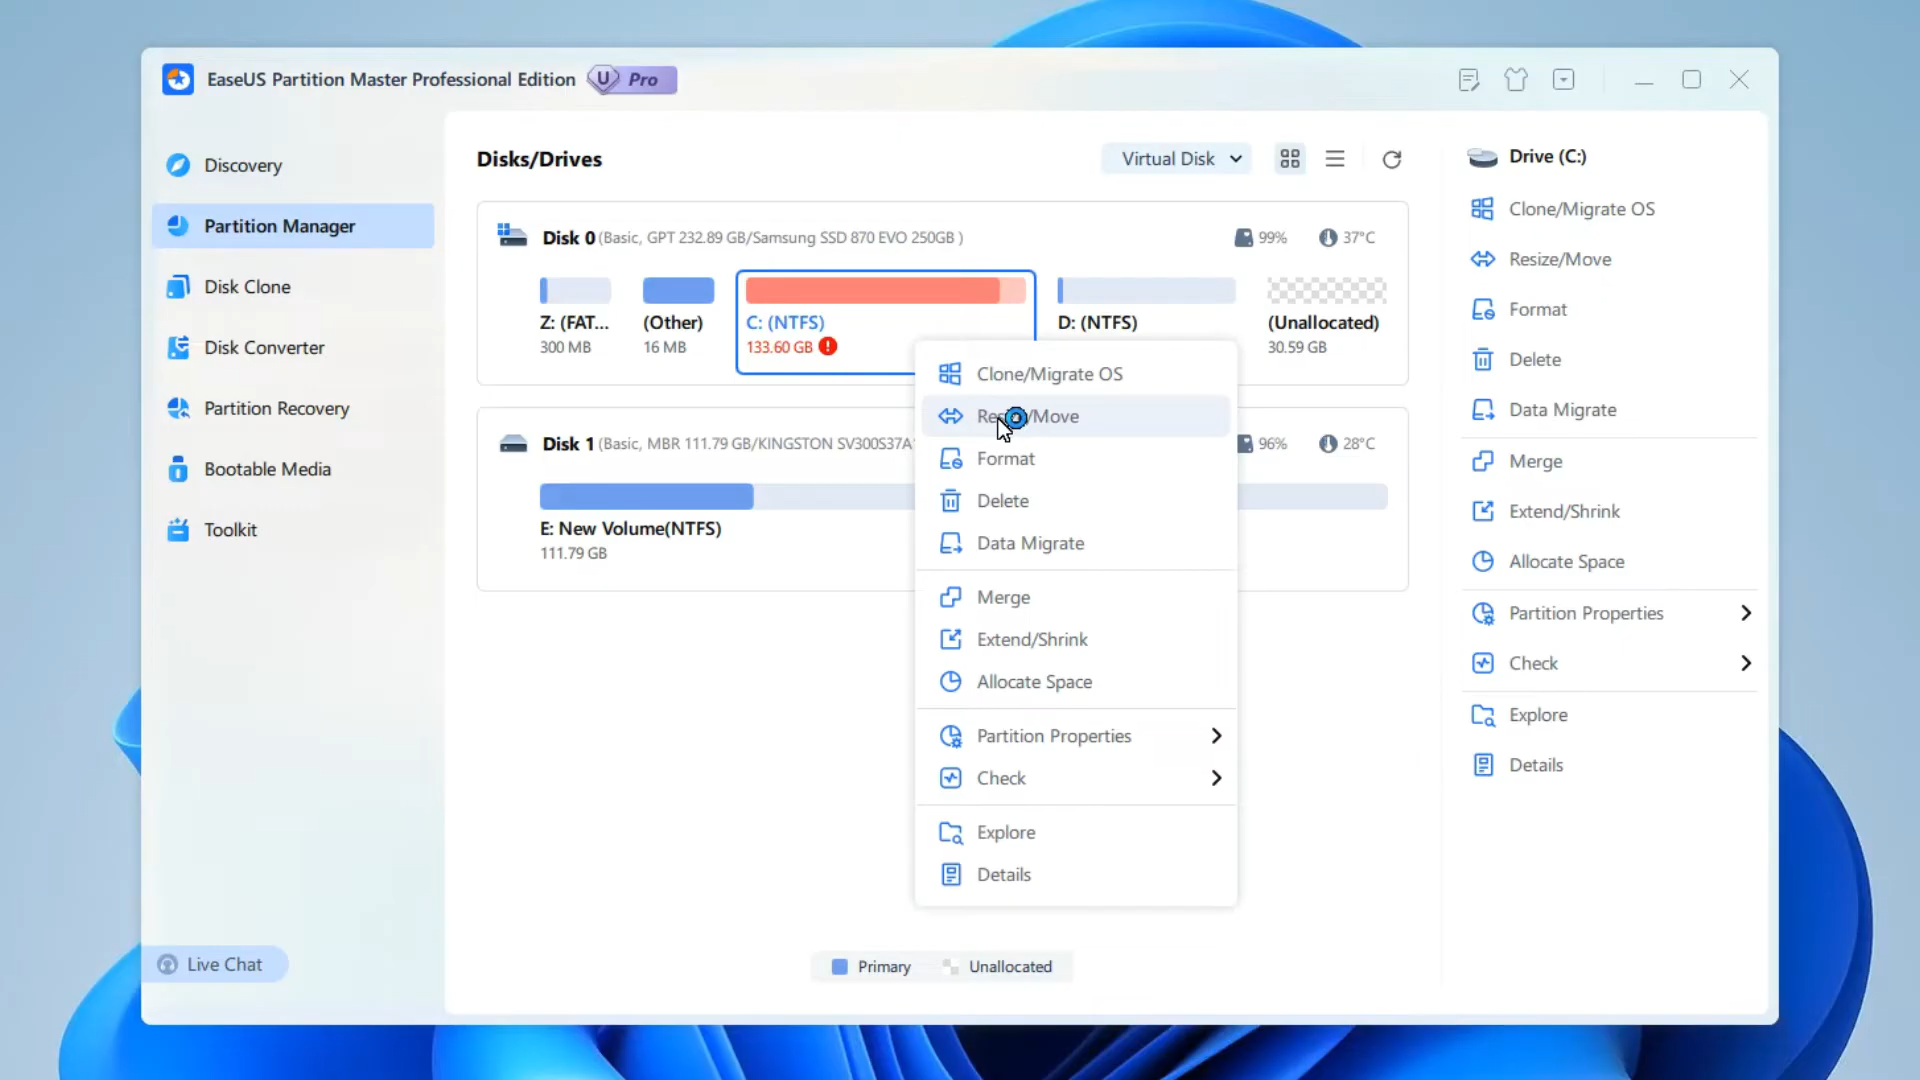 EaseUS Partition Master Professional Edition
U Pro
Discovery
Partition Manager
Disk Clone
Disk Converter
Partition Recovery
Bootable Media
Toolkit
Live Chat
Disks/Drives
Virtual Disk
Disk 0 (Basic, GPT 232.89 GB/Samsung SSD 870 EVO 250GB )
99%
37°C
Z: (FAT...
300 MB
(Other)
16 MB
C: (NTFS)
133.60 GB
D: (NTFS)
(Unallocated)
30.59 GB
Disk 1 (Basic, MBR 111.79 GB/KINGSTON SV300S37A
96%
28°C
E: New Volume(NTFS)
111.79 GB
Clone/Migrate OS
/Move
Format
Delete
Data Migrate
Merge
Extend/Shrink
Allocate Space
Partition Properties
Check
Explore
Details
Primary
Unallocated
Drive (C:)
Clone/Migrate OS
Resize/Move
Format
Delete
Data Migrate
Merge
Extend/Shrink
Allocate Space
Partition Properties
Check
Explore
Details